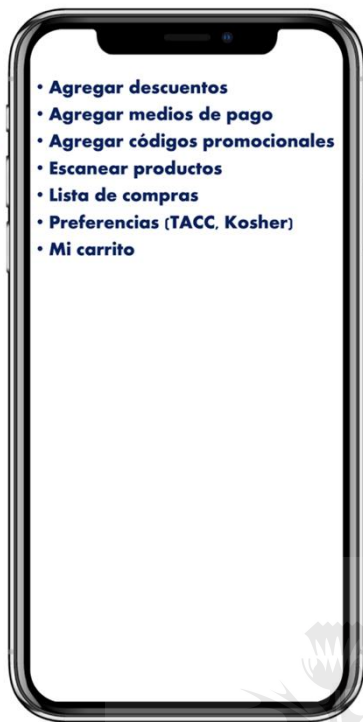 • Agregar descuentos
• Agregar medios de pago
• Agregar códigos promocionales
• Escanear productos
• Lista de compras
• Preferencias (TACC, Kosher)
• Mi carrito